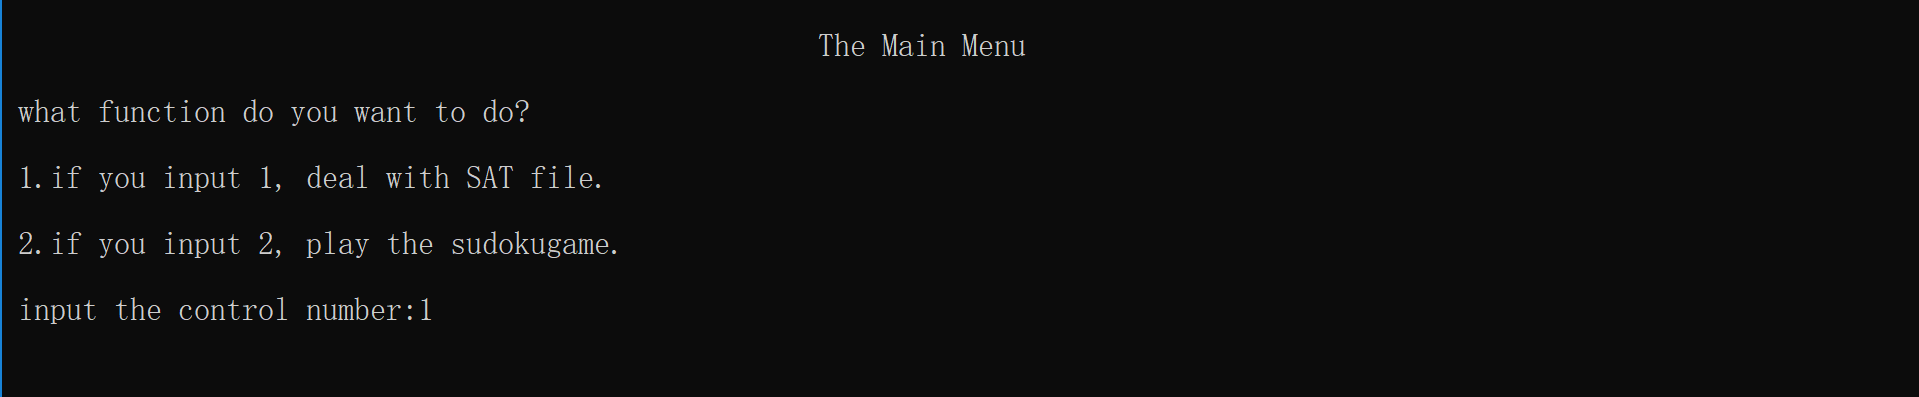 The Main Menu
what function do you want to do?
1.if you input 1, deal with SAT file.
2.if you input 2, play the sudokugame.
input the control number:1